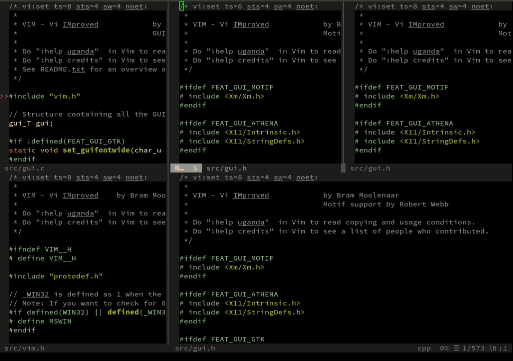 /* vi:set ts=8 sts=4 sw=4 noet:
 *
 * VIM - Vi IMproved by
 * GUI
 *
 * Do ":help uganda" in Vim to rea
 * Do ":help credits" in Vim to see
 * See README.txt for an overview o
 */
>>#include "vim.h"
// Structure containing all the GUI
gui_T gui;
#if !defined(FEAT_GUI_GTK)
static void set_guifontwide(char_u
#endif
src/gui.c
/* vi:set ts=8 sts=4 sw=4 noet:
 *
 * VIM - Vi IMproved by B
 * Motif
 *
 * Do ":help uganda" in Vim to read
 * Do ":help credits" in Vim to see
 */
#ifdef FEAT_GUI_MOTIF
# include <Xm/Xm.h>
#endif
#ifdef FEAT_GUI_ATHENA
# include <X11/Intrinsic.h>
# include <X11/StringDefs.h>
#endif
src/gui.h
/* vi:set ts=8 sts=4 sw=4 noet:
 *
 * VIM - Vi IMproved by
 * Mot
 *
 * Do ":help uganda" in Vim to rea
 * Do ":help credits" in Vim to see
 */
#ifdef FEAT_GUI_MOTIF
# include <Xm/Xm.h>
#endif
#ifdef FEAT_GUI_ATHENA
# include <X11/Intrinsic.h>
# include <X11/StringDefs.h>
#endif
src/gui.h
/* vi:set ts=8 sts=4 sw=4 noet:
 *
 * VIM - Vi IMproved by Bram Moo
 *
 * Do ":help uganda" in Vim to rea
 * Do ":help credits" in Vim to see
 */
#ifndef VIM__H
# define VIM__H
#include "protodef.h"
// _WIN32 is defined as 1 when the
// Note: If you want to check for 6
#if defined(WIN32) || defined(_WIN3
# define MSWIN
#endif
src/vim.h
/* vi:set ts=8 sts=4 sw=4 noet:
 *
 * VIM - Vi IMproved by Bram Moolenaar
 * Motif support by Robert Webb
 *
 * Do ":help uganda" in Vim to read copying and usage conditions.
 * Do ":help credits" in Vim to see a list of people who contributed.
 */
#ifdef FEAT_GUI_MOTIF
# include <Xm/Xm.h>
#endif
#ifdef FEAT_GUI_ATHENA
# include <X11/Intrinsic.h>
# include <X11/StringDefs.h>
#endif
#ifdef FEAT_GUI_GTK
src/gui.h cpp 0% ☰ 1/573 :1